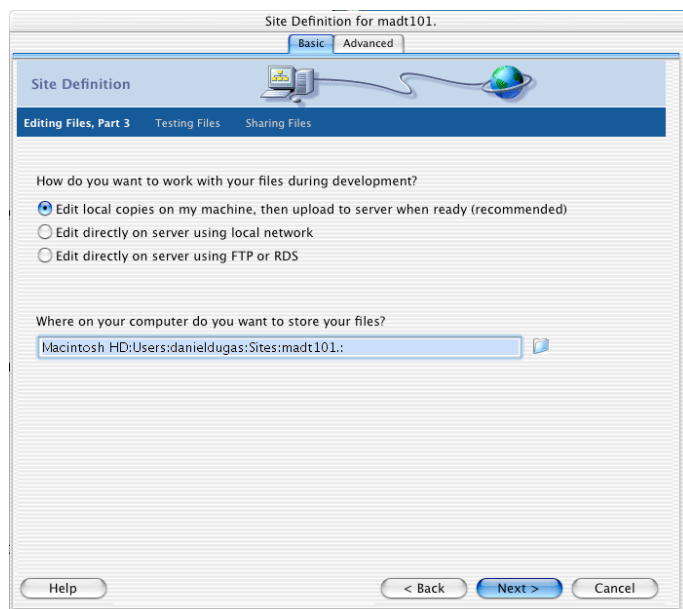 Site Definition for madt101.
Basic Advanced
Site Definition
Editing Files, Part 3 Testing Files Sharing Files
How do you want to work with your files during development?
Edit local copies on my machine, then upload to server when ready (recommended)
Edit directly on server using local network
Edit directly on server using FTP or RDS
Where on your computer do you want to store your files?
Macintosh HD:Users:danieldugas:Sites:madt101.:
Help < Back Next > Cancel